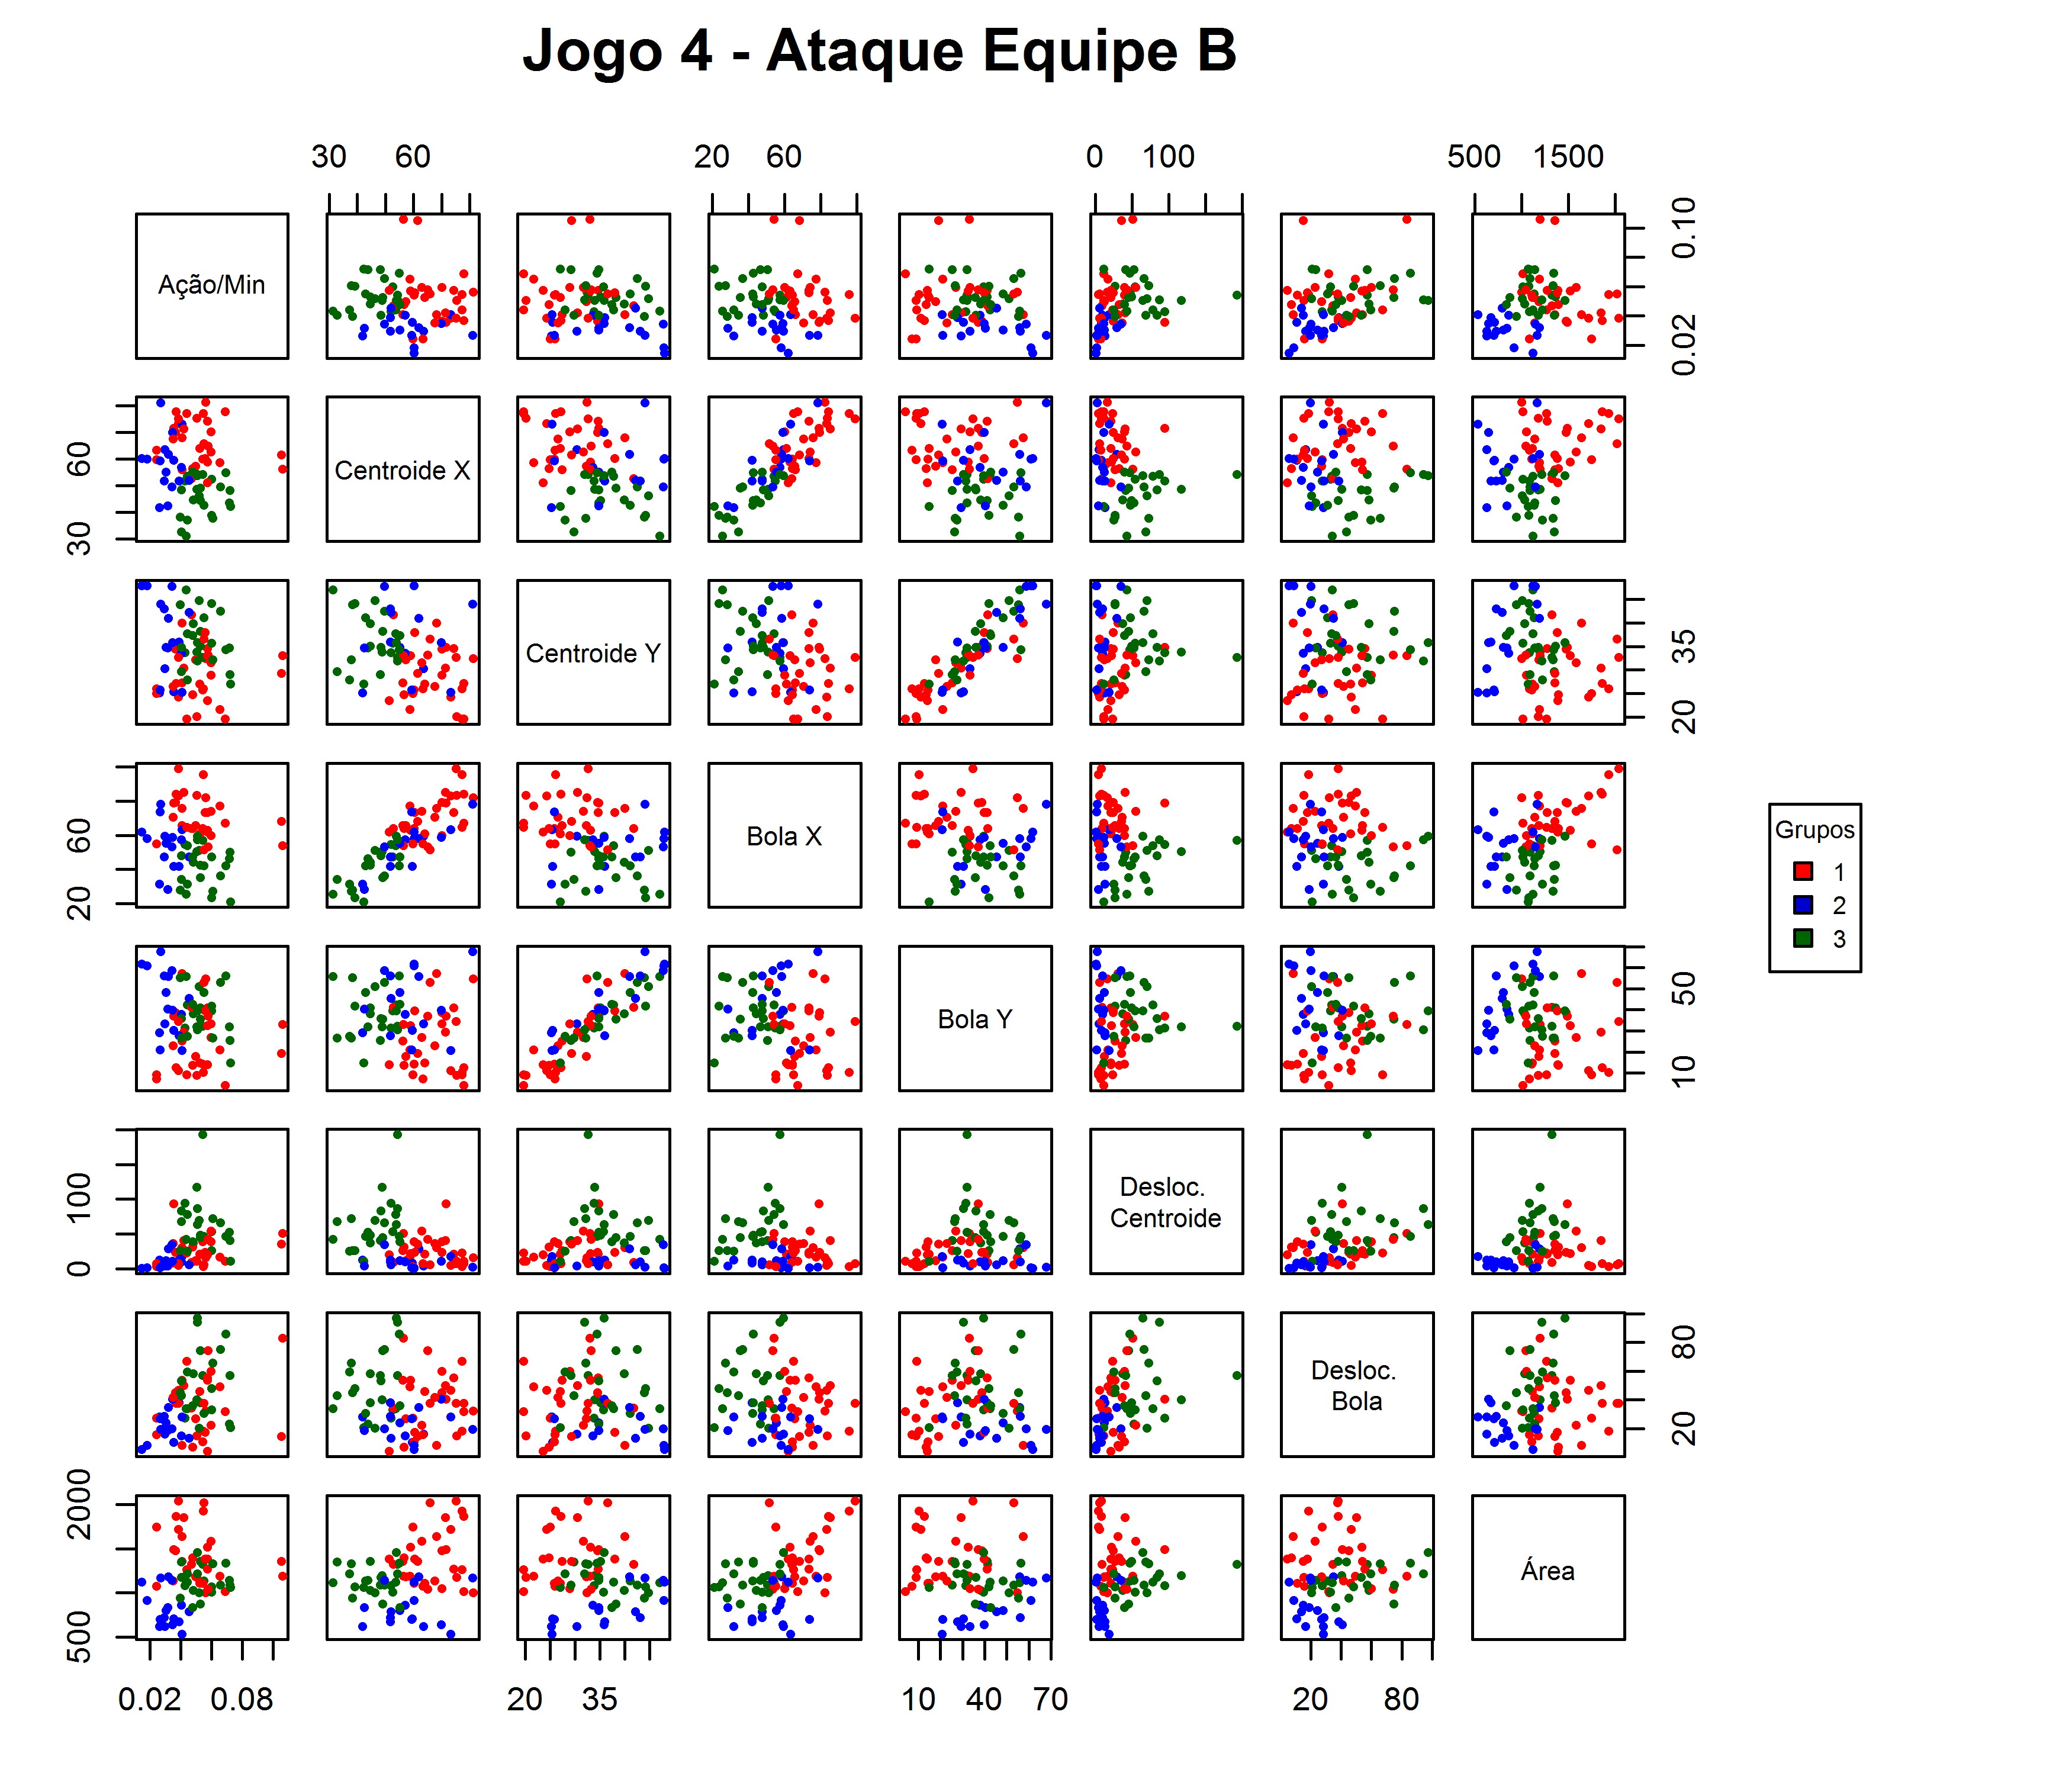 Jogo 4 - Ataque Equipe B
30 60 20 60 0 100 500 1500
Ação/Min
0.02 0.10
Centroide X
30 60
Centroide Y
20 35
Bola X
20 60
Grupos
1
2
3
Bola Y
10 50
Desloc.
Centroide
0 100
Desloc.
Bola
20 80
Área
500 2000
0.02 0.08 20 35 10 40 70 20 80